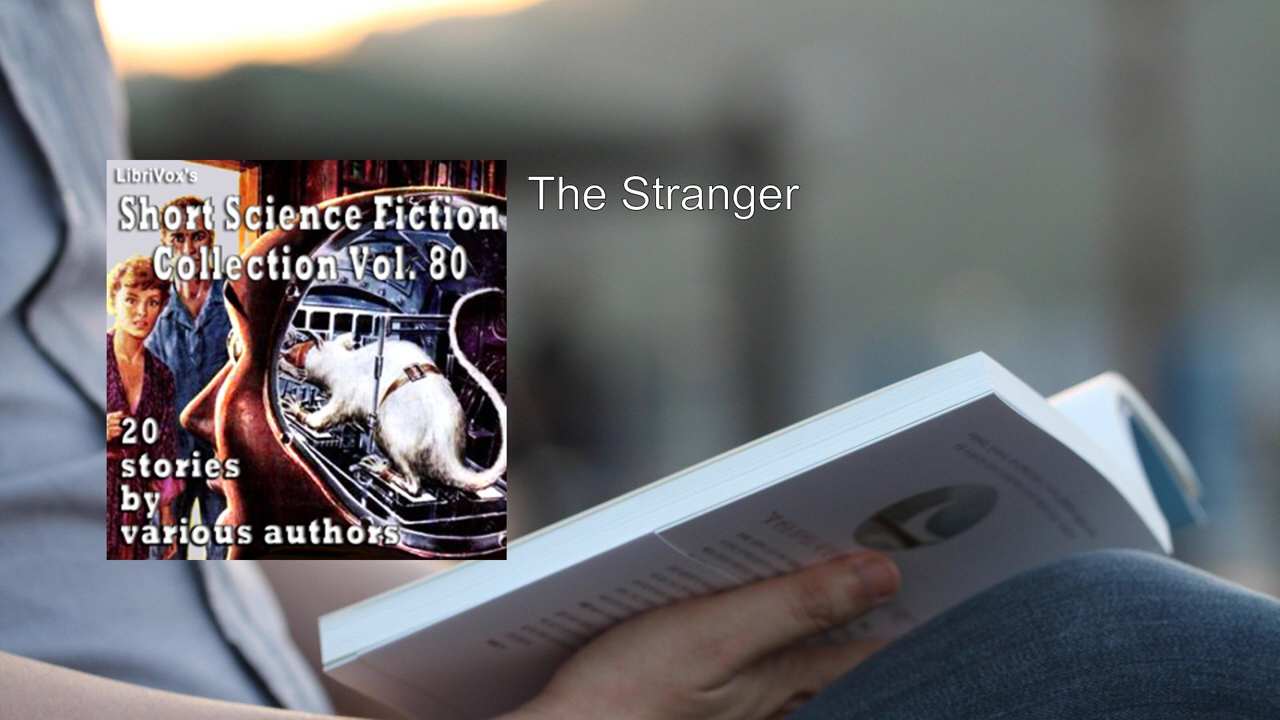 LibriVox's
Short Science Fiction
Collection Vol. 80
20
stories
by
various authors
The Stranger